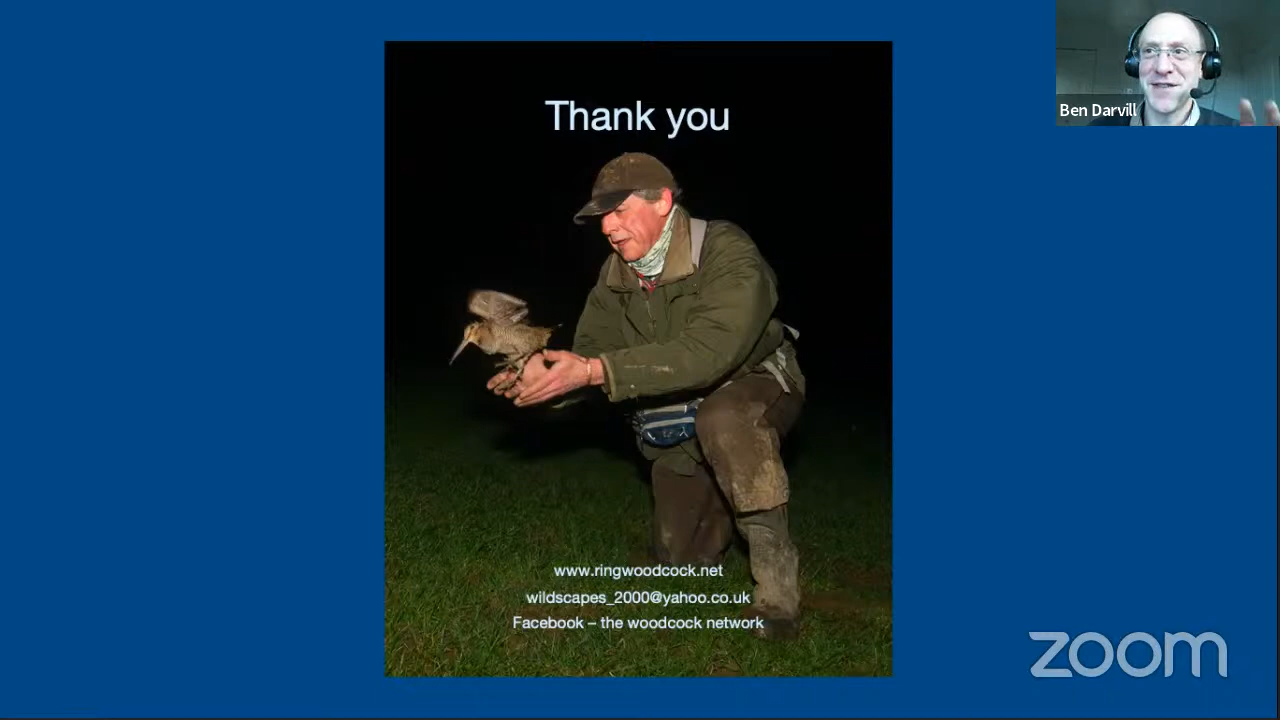 Thank you
Ben Darvill
www.ringwoodcock.net
wildscapes_2000@yahoo.co.uk
Facebook – the woodcock network
zoom